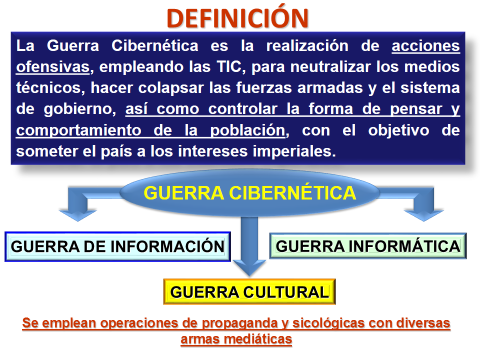 DEFINICIÓN
La Guerra Cibernética es la realización de acciones
ofensivas, empleando las TIC, para neutralizar los medios
técnicos, hacer colapsar las fuerzas armadas y el sistema
de gobierno, así como controlar la forma de pensar y
comportamiento de la población, con el objetivo de
someter el país a los intereses imperiales.
GUERRA CIBERNÉTICA
GUERRA DE INFORMACIÓN
GUERRA INFORMÁTICA
GUERRA CULTURAL
Se emplean operaciones de propaganda y sicológicas con diversas
armas mediáticas